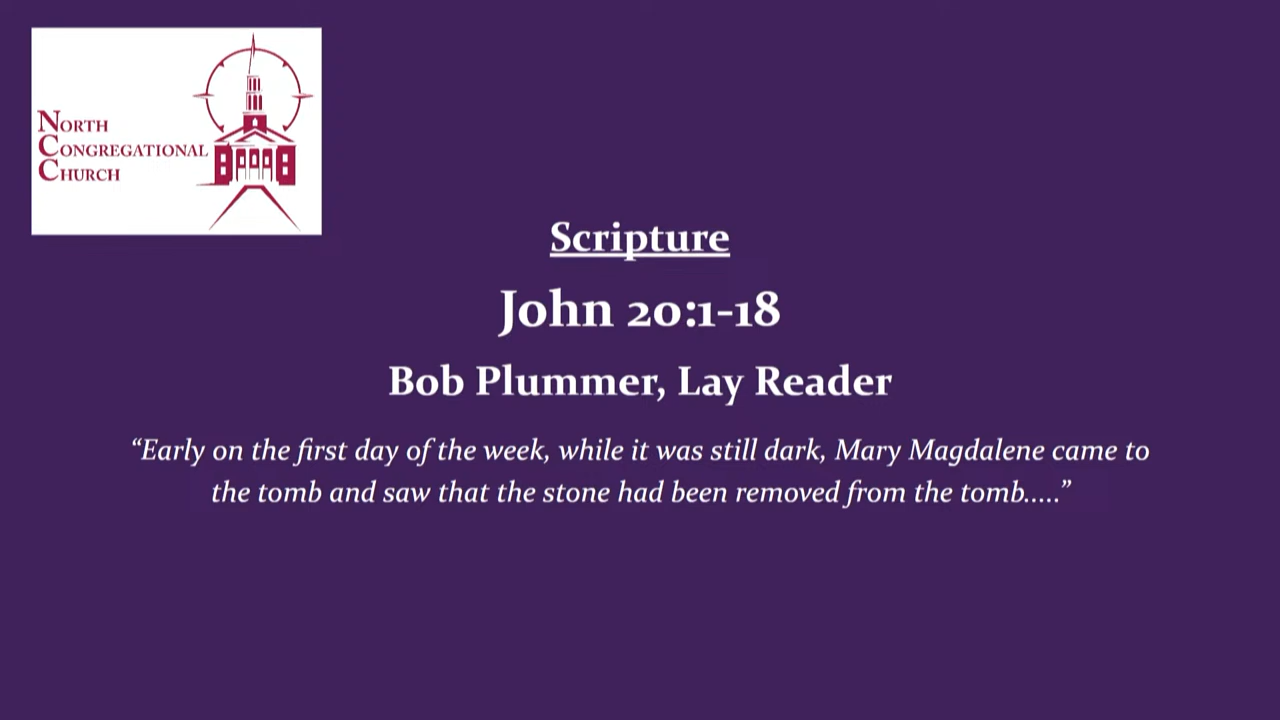 North
Congregational
Church
Scripture
John 20:1-18
Bob Plummer, Lay Reader
“Early on the first day of the week, while it was still dark, Mary Magdalene came to
the tomb and saw that the stone had been removed from the tomb.....”